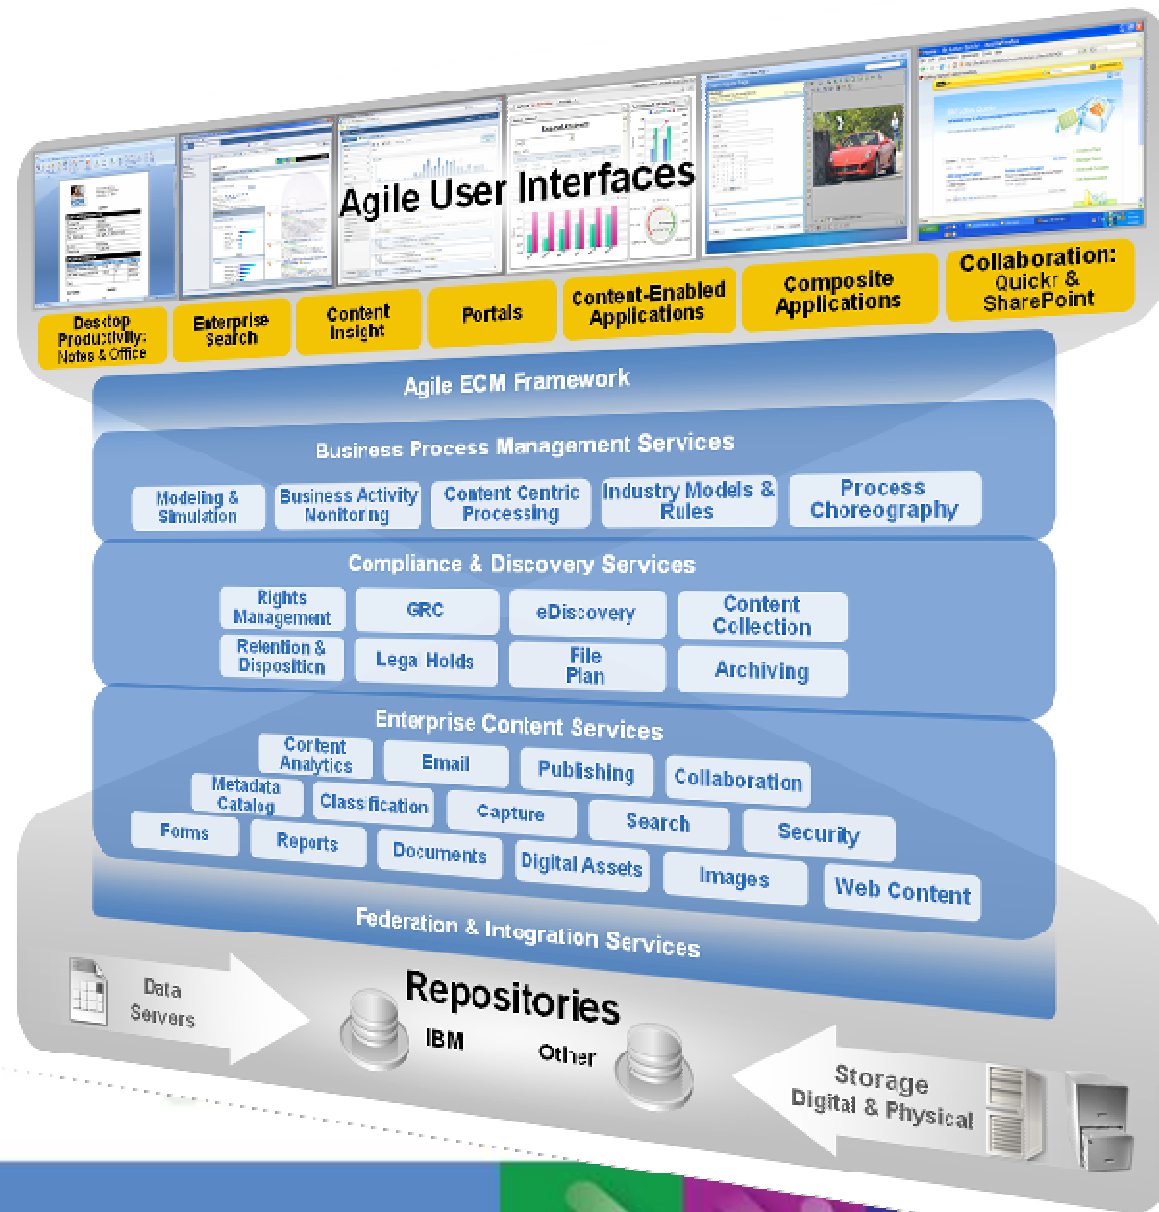 Agile User Interfaces
Desktop
Productivity:
Notes & Office
Enterprise
Search
Content
Insight
Portals
Content-Enabled
Applications
Composite
Applications
Collaboration:
Quickr &
SharePoint
Agile ECM Framework
Business Process Management Services
Modeling &
Simulation
Business Activity
Monitoring
Content Centric
Processing
Industry Models &
Rules
Process
Choreography
Compliance & Discovery Services
Rights
Management
GRC
eDiscovery
Content
Collection
Retention &
Disposition
Legal Holds
File
Plan
Archiving
Enterprise Content Services
Content
Analytics
Email
Publishing
Collaboration
Metadata
Catalog
Classification
Capture
Search
Security
Forms
Reports
Documents
Digital Assets
Images
Web Content
Federation & Integration Services
Data
Servers
Repositories
IBM
Other
Storage
Digital & Physical